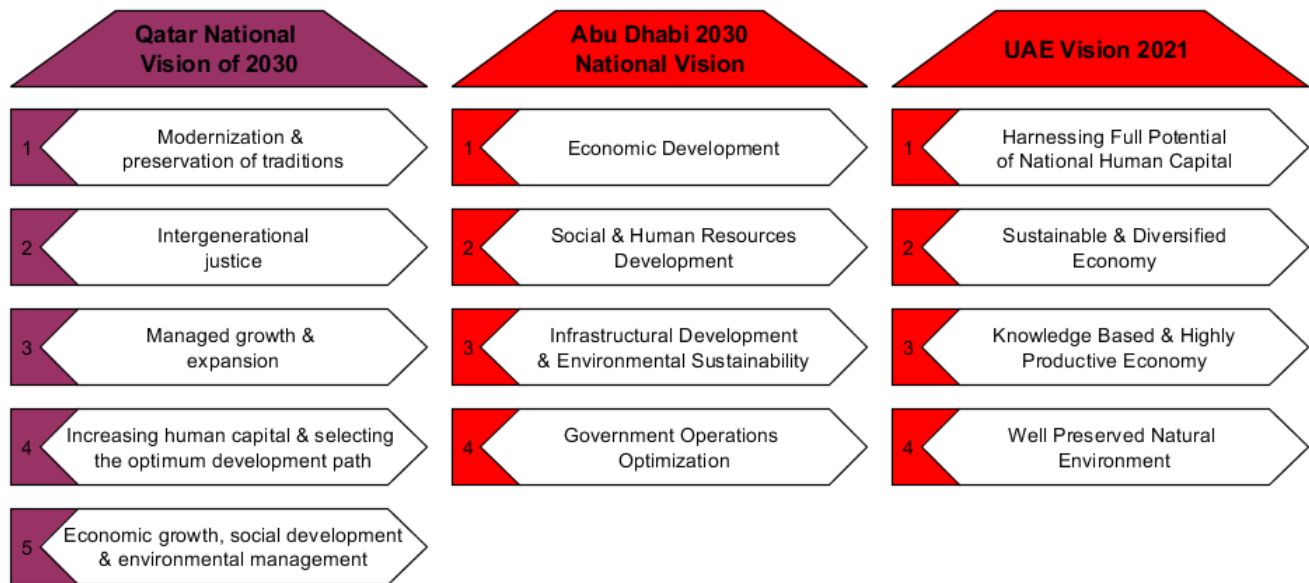 Qatar National
Vision of 2030
1
Modernization &
preservation of traditions
2
Intergenerational
justice
3
Managed growth &
expansion
4
Increasing human capital & selecting
the optimum development path
5
Economic growth, social development
& environmental management
Abu Dhabi 2030
National Vision
1
Economic Development
2
Social & Human Resources
Development
3
Infrastructural Development
& Environmental Sustainability
4
Government Operations
Optimization
UAE Vision 2021
1
Harnessing Full Potential
of National Human Capital
2
Sustainable & Diversified
Economy
3
Knowledge Based & Highly
Productive Economy
4
Well Preserved Natural
Environment